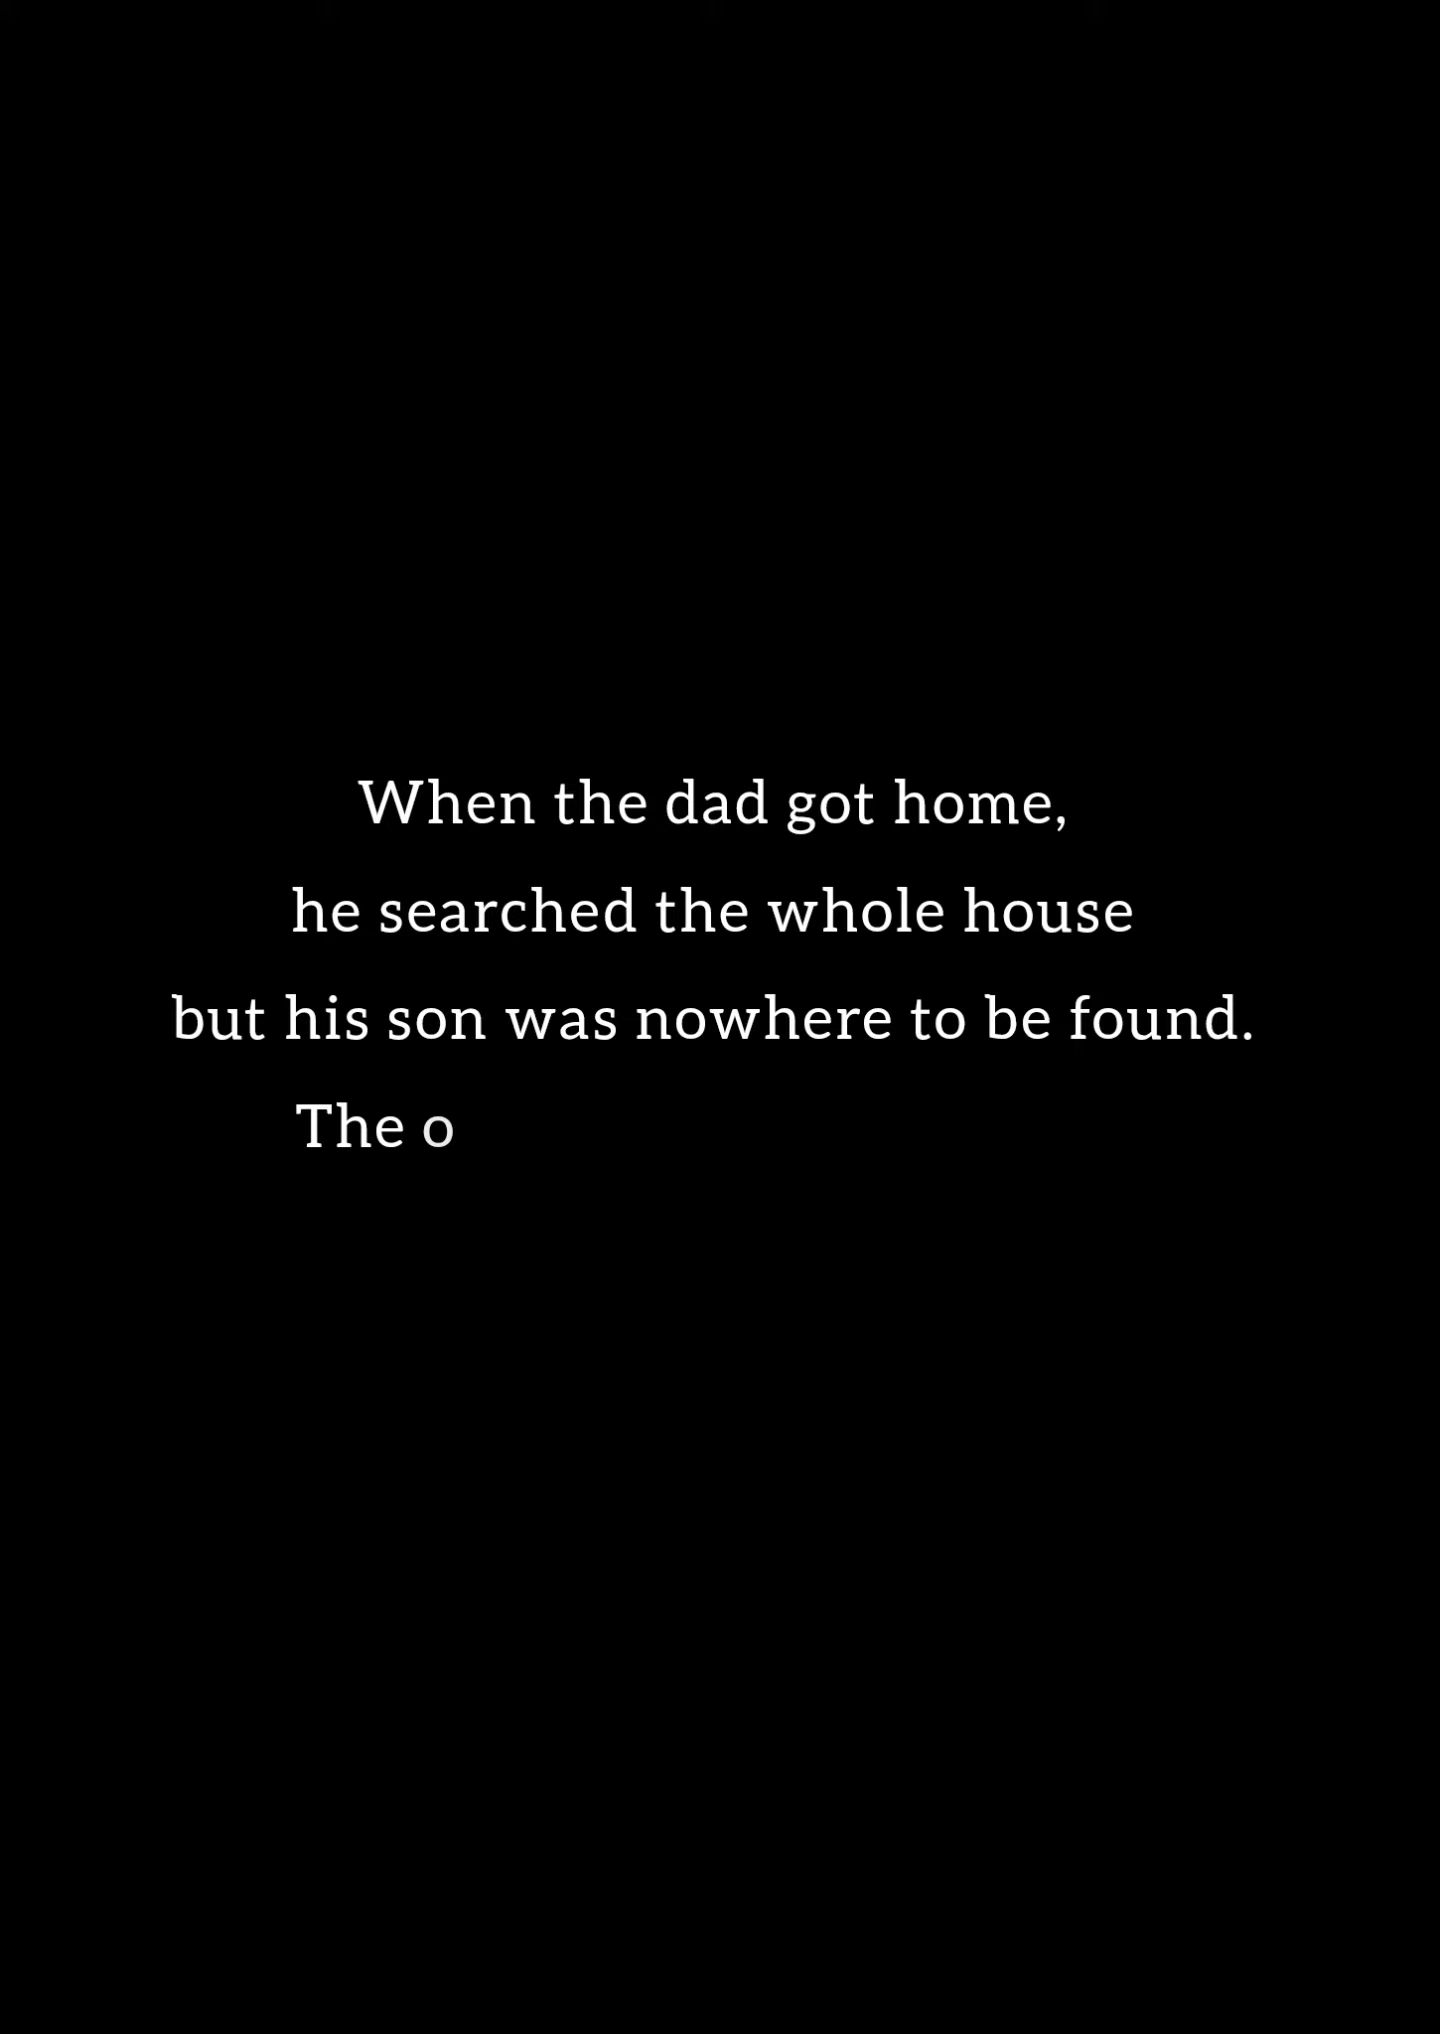 When the dad got home,
he searched the whole house
but his son was nowhere to be found.
The o